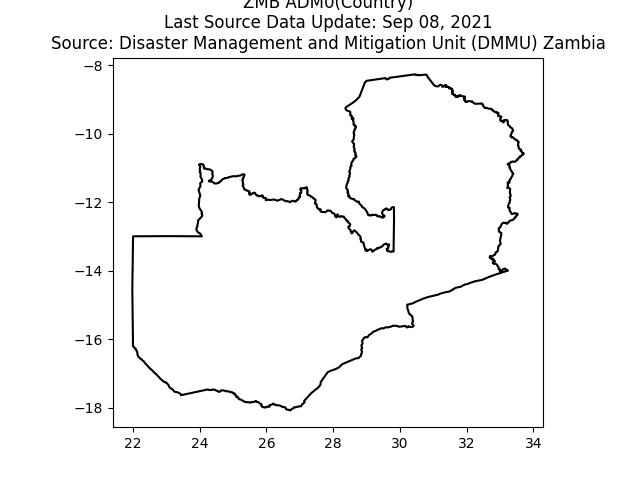 ZMB ADM0(Country)
Last Source Data Update: Sep 08, 2021
Source: Disaster Management and Mitigation Unit (DMMU) Zambia
−8
−10
−12
−14
−16
−18
22 24 26 28 30 32 34